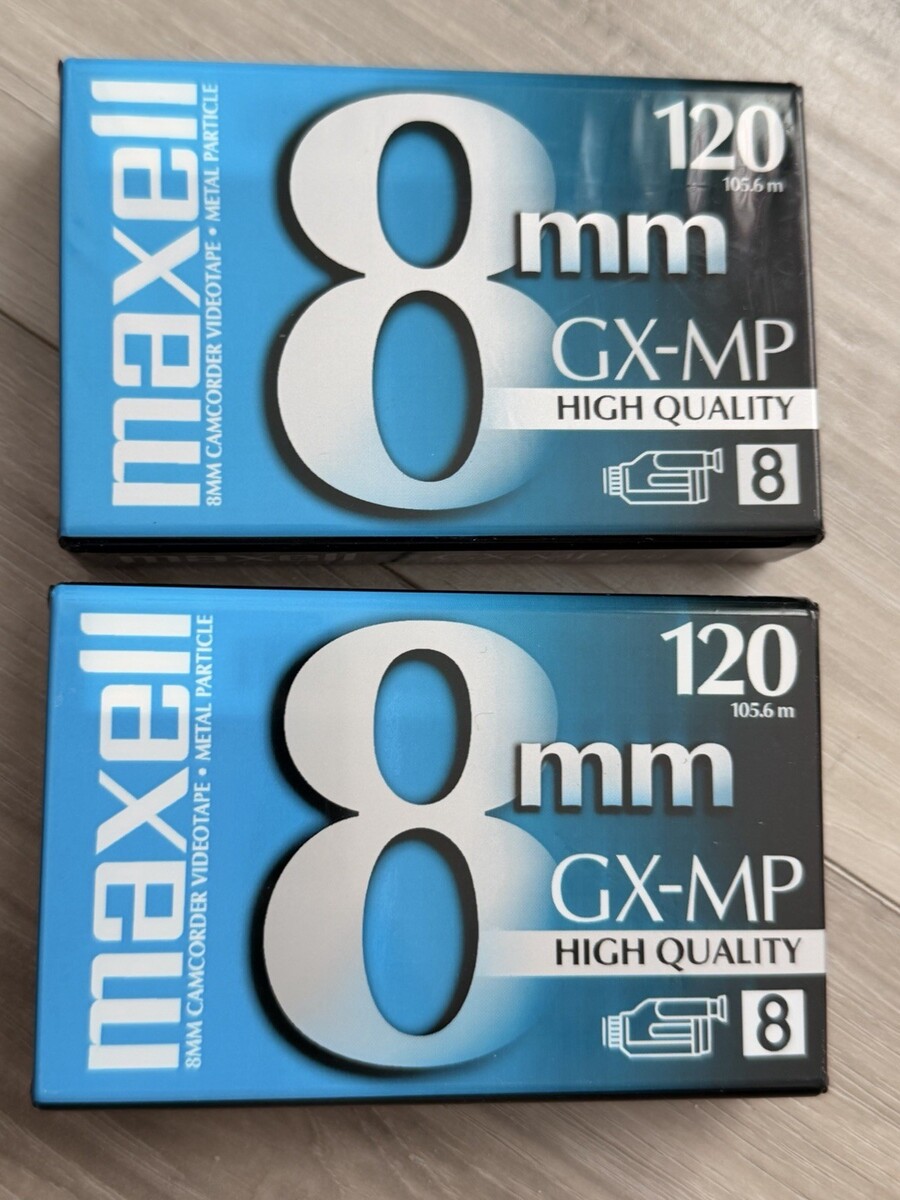 maxell
8MM CAMCORDER VIDEOTAPE • METAL PARTICLE
8
mm
120
105.6 m
GX-MP
HIGH QUALITY
8
maxell
8MM CAMCORDER VIDEOTAPE • METAL PARTICLE
8
mm
120
105.6 m
GX-MP
HIGH QUALITY
8